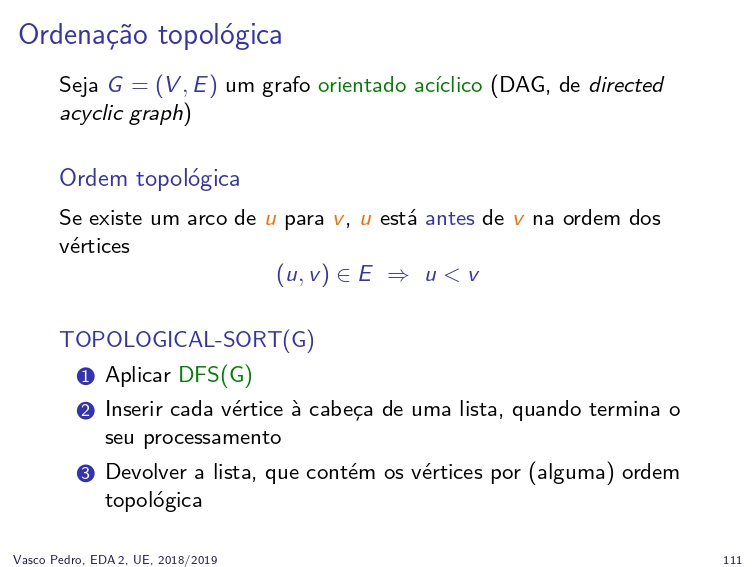 Ordenação topológica
Seja G = (V, E) um grafo orientado acíclico (DAG, de directed
acyclic graph)
Ordem topológica
Se existe um arco de u para v, u está antes de v na ordem dos
vértices
(u, v) ∈ E ⇒ u < v
TOPOLOGICAL-SORT(G)
1 Aplicar DFS(G)
2 Inserir cada vértice à cabeça de uma lista, quando termina o
seu processamento
3 Devolver a lista, que contém os vértices por (alguma) ordem
topológica
Vasco Pedro, EDA 2, UE, 2018/2019 111